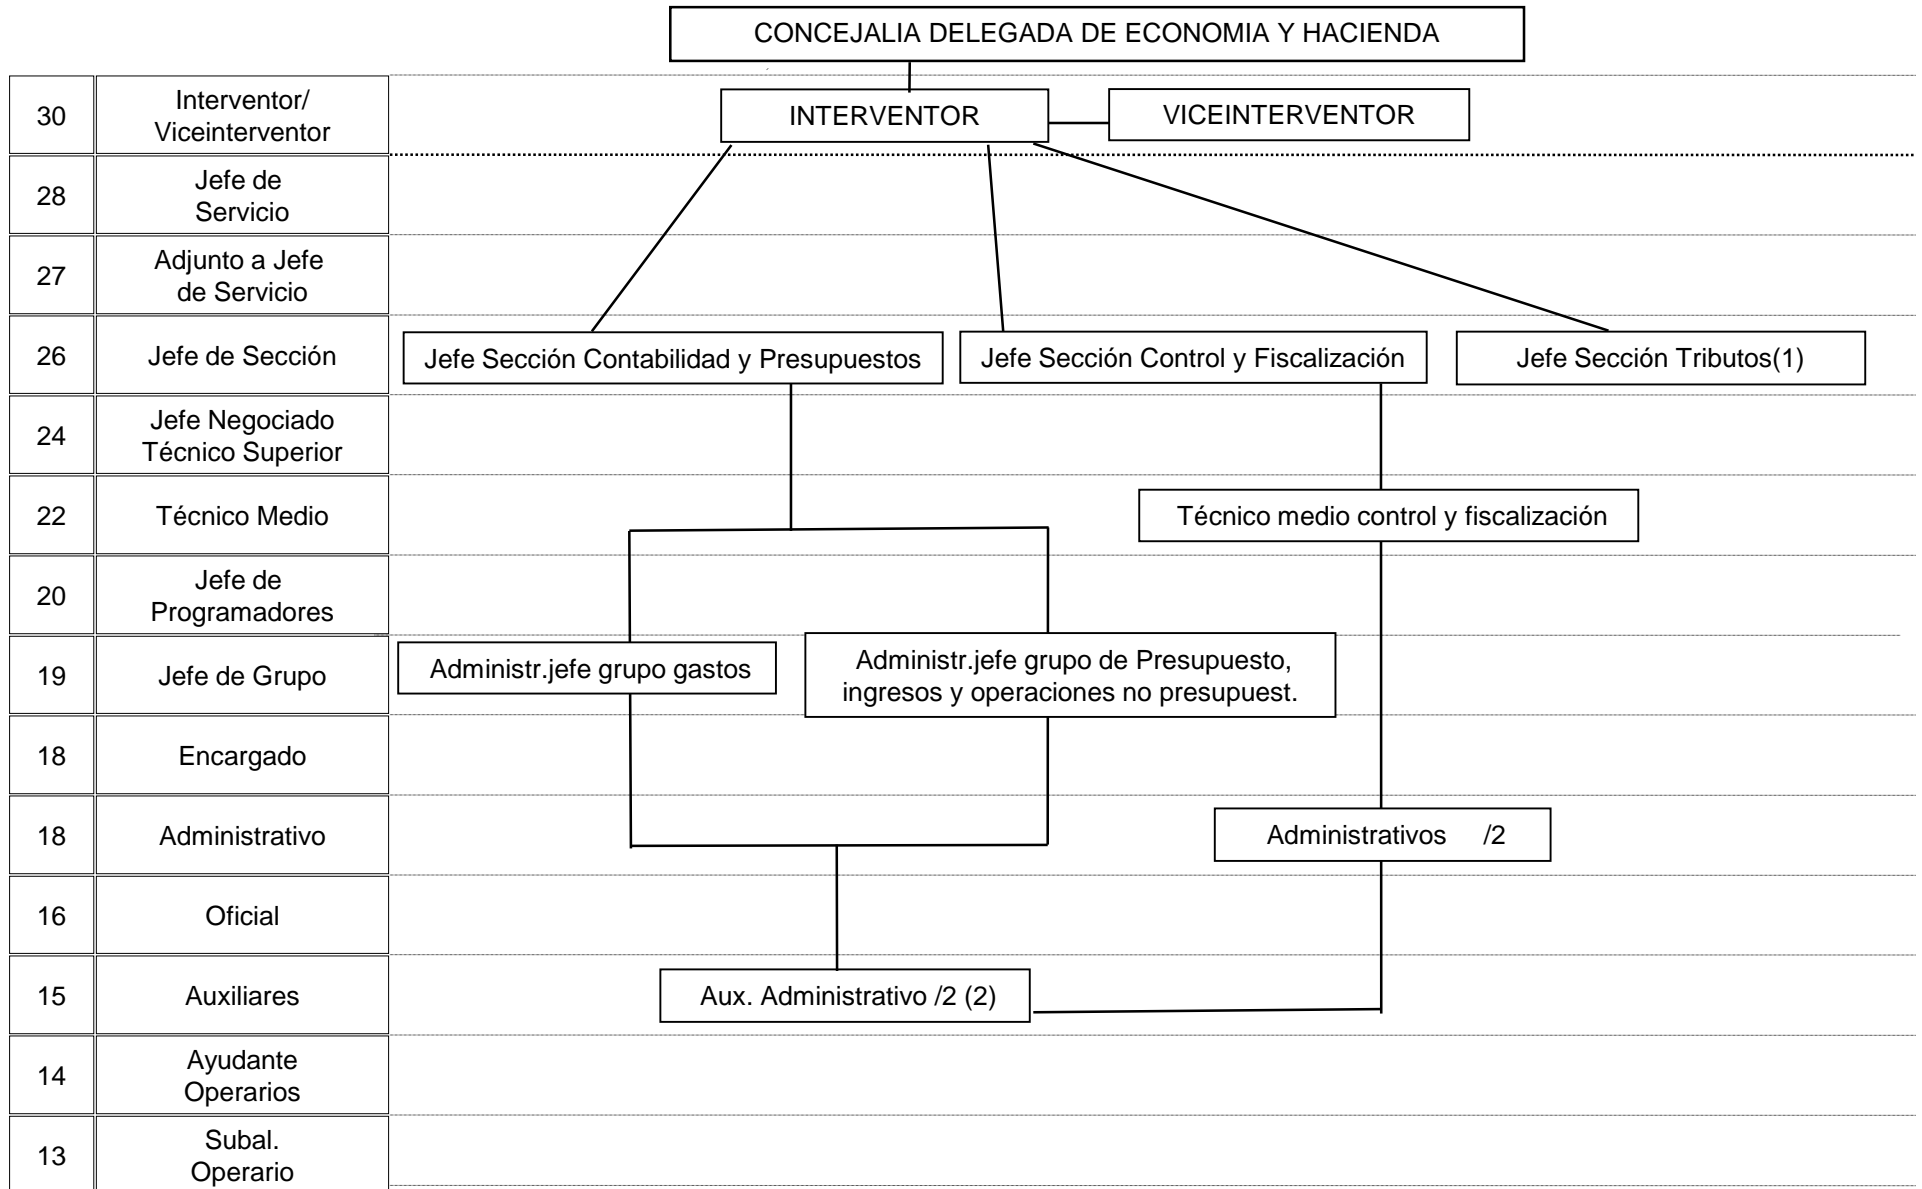 CONCEJALIA DELEGADA DE ECONOMIA Y HACIENDA
30
Interventor/
Viceinterventor
INTERVENTOR
VICEINTERVENTOR
28
Jefe de
Servicio
27
Adjunto a Jefe
de Servicio
26
Jefe de Sección
Jefe Sección Contabilidad y Presupuestos
Jefe Sección Control y Fiscalización
Jefe Sección Tributos(1)
24
Jefe Negociado
Técnico Superior
22
Técnico Medio
Técnico medio control y fiscalización
20
Jefe de
Programadores
19
Jefe de Grupo
Administr.jefe grupo gastos
Administr.jefe grupo de Presupuesto,
ingresos y operaciones no presupuest.
18
Encargado
18
Administrativo
Administrativos /2
16
Oficial
15
Auxiliares
Aux. Administrativo /2 (2)
14
Ayudante
Operarios
13
Subal.
Operario